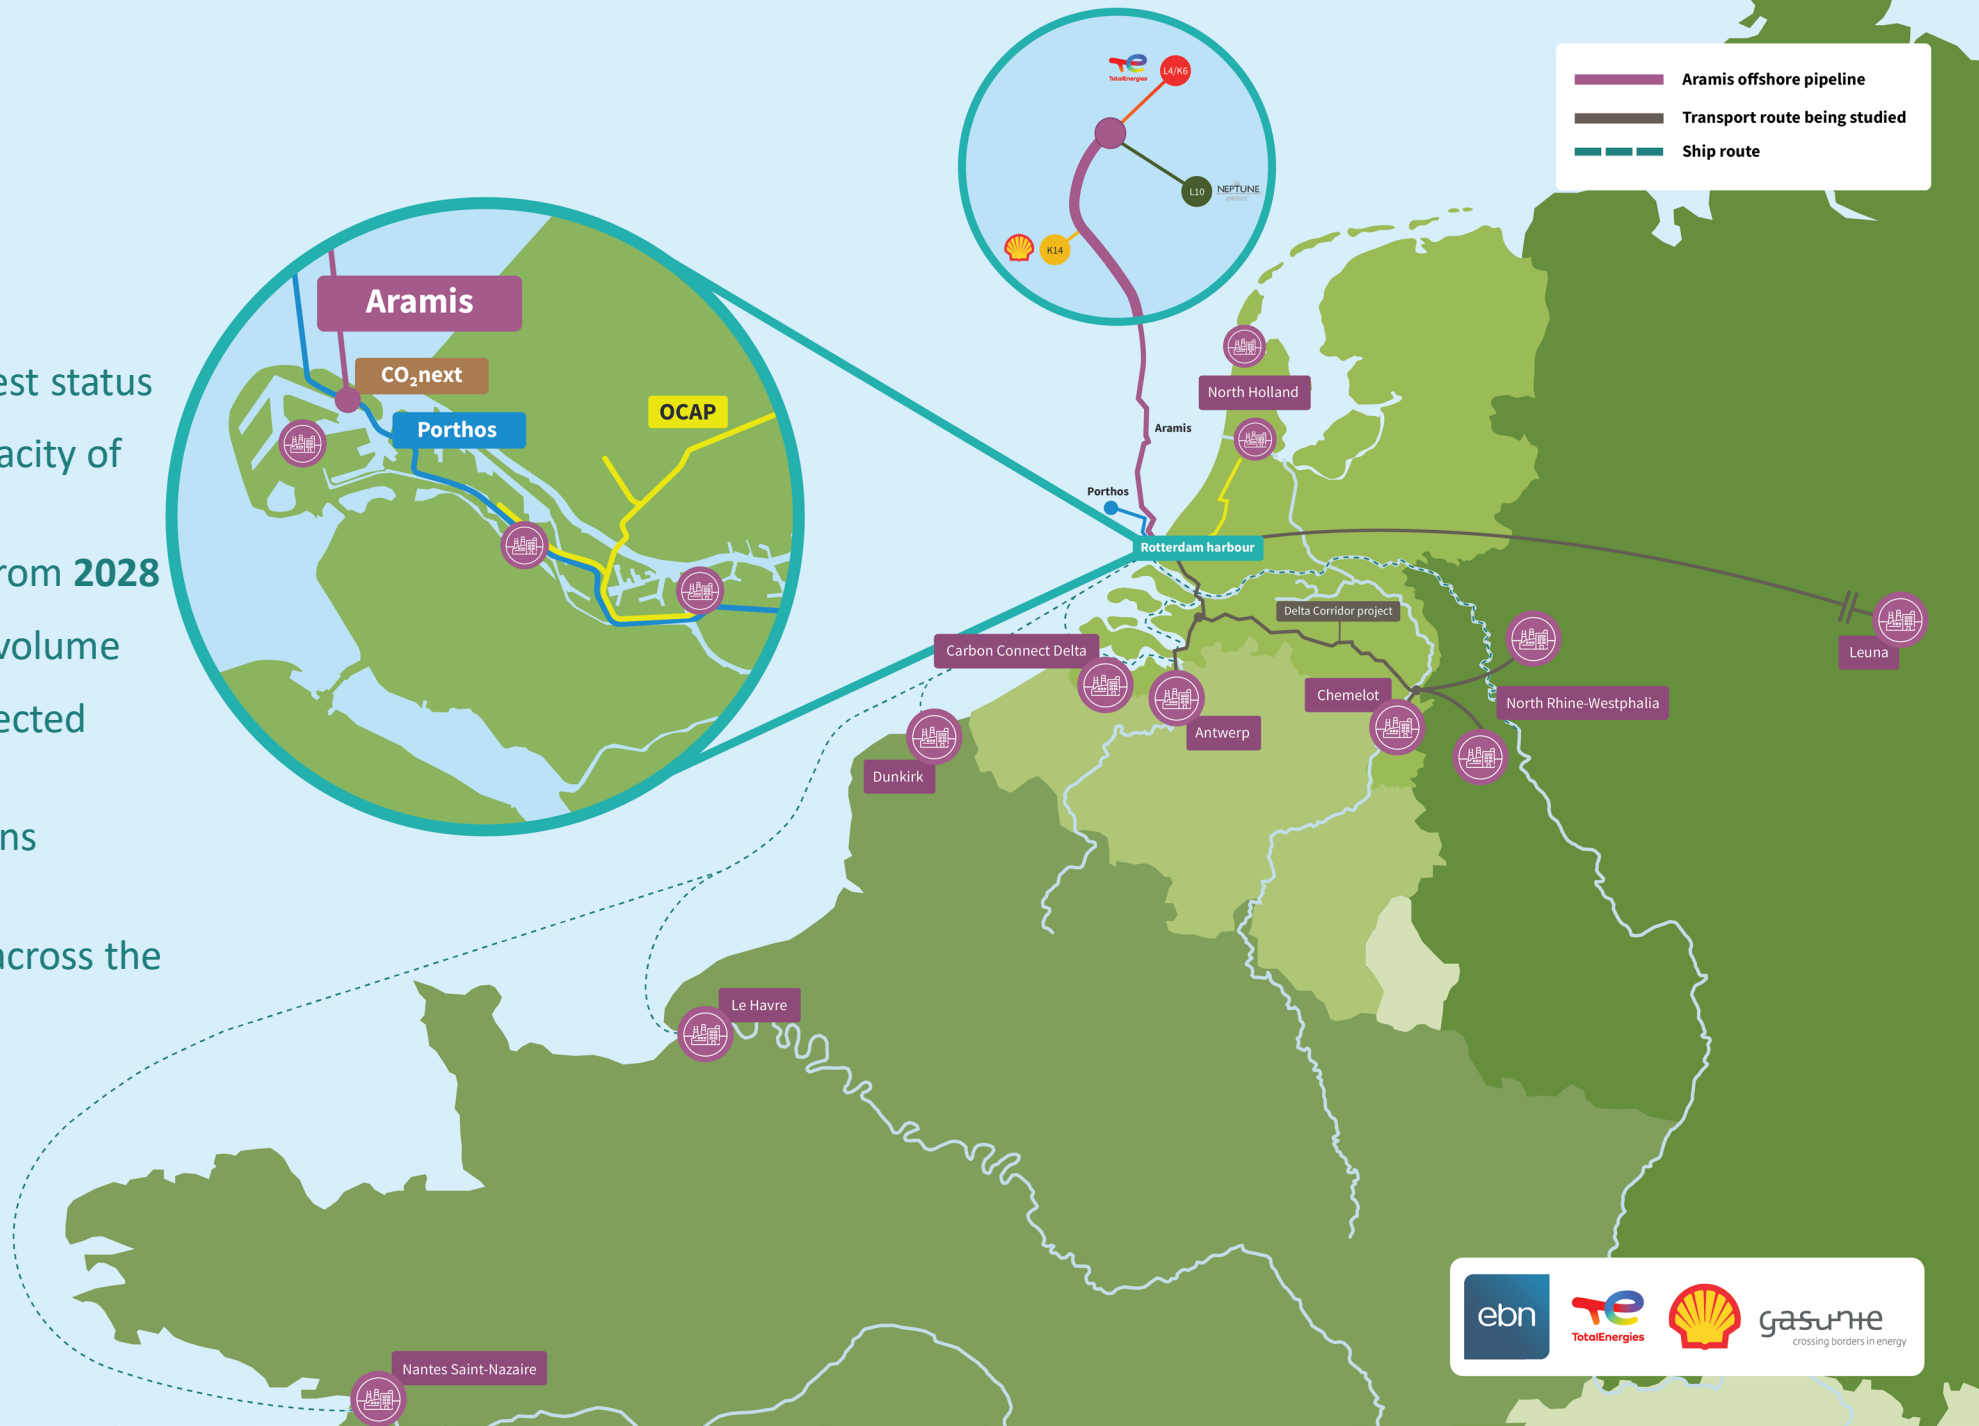 est status
acity of
rom 2028
volume
ected
ns
across the
Aramis
CO₂next
Porthos
OCAP
TotalEnergies
L4/K6
L10
NEPTUNE
ENERGY
K14
Aramis offshore pipeline
Transport route being studied
Ship route
North Holland
Aramis
Porthos
Rotterdam harbour
Delta Corridor project
Carbon Connect Delta
Leuna
Chemelot
North Rhine-Westphalia
Antwerp
Dunkirk
Le Havre
Nantes Saint-Nazaire
ebn
TotalEnergies
gasunie
crossing borders in energy